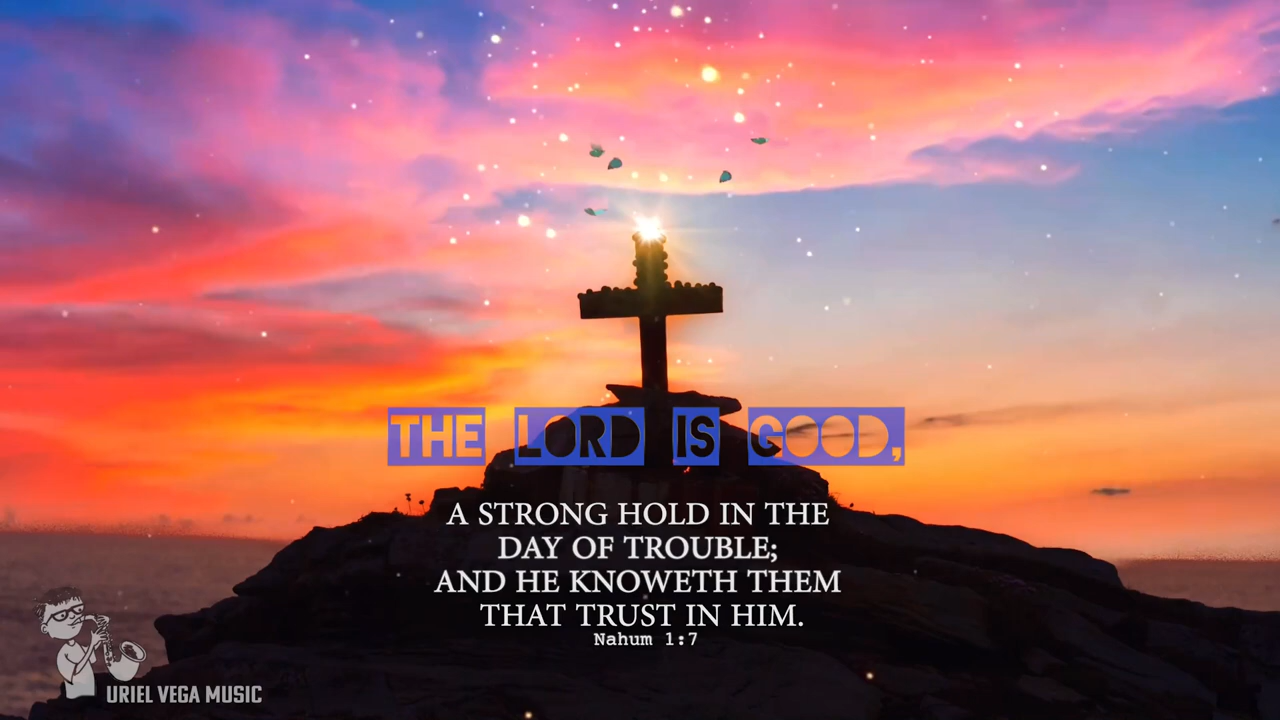 THE LORD IS GOOD,
A STRONG HOLD IN THE
DAY OF TROUBLE;
AND HE KNOWETH THEM
THAT TRUST IN HIM.
Nahum 1:7
URIEL VEGA MUSIC